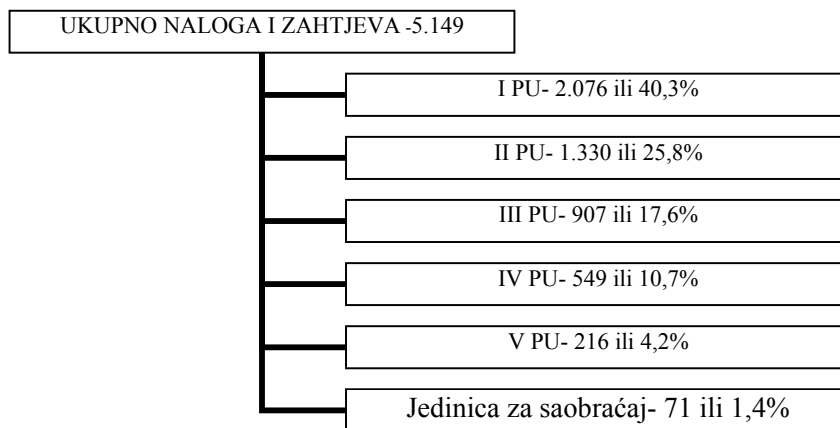 UKUPNO NALOGA I ZAHTJEVA -5.149
I PU- 2.076 ili 40,3%
II PU- 1.330 ili 25,8%
III PU- 907 ili 17,6%
IV PU- 549 ili 10,7%
V PU- 216 ili 4,2%
Jedinica za saobraćaj- 71 ili 1,4%